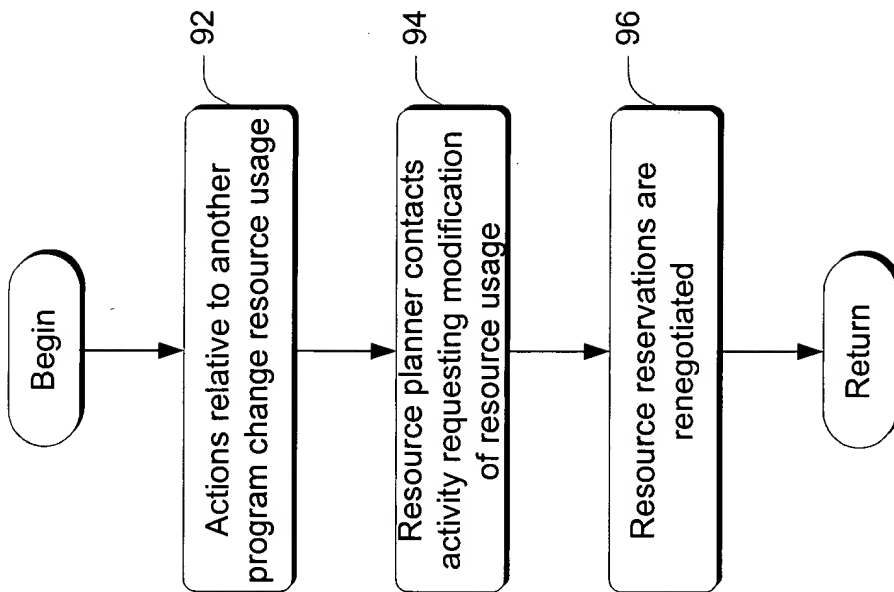 Begin
92
Actions relative to another
program change resource usage
94
Resource planner contacts
activity requesting modification
of resource usage
96
Resource reservations are
renegotiated
Return